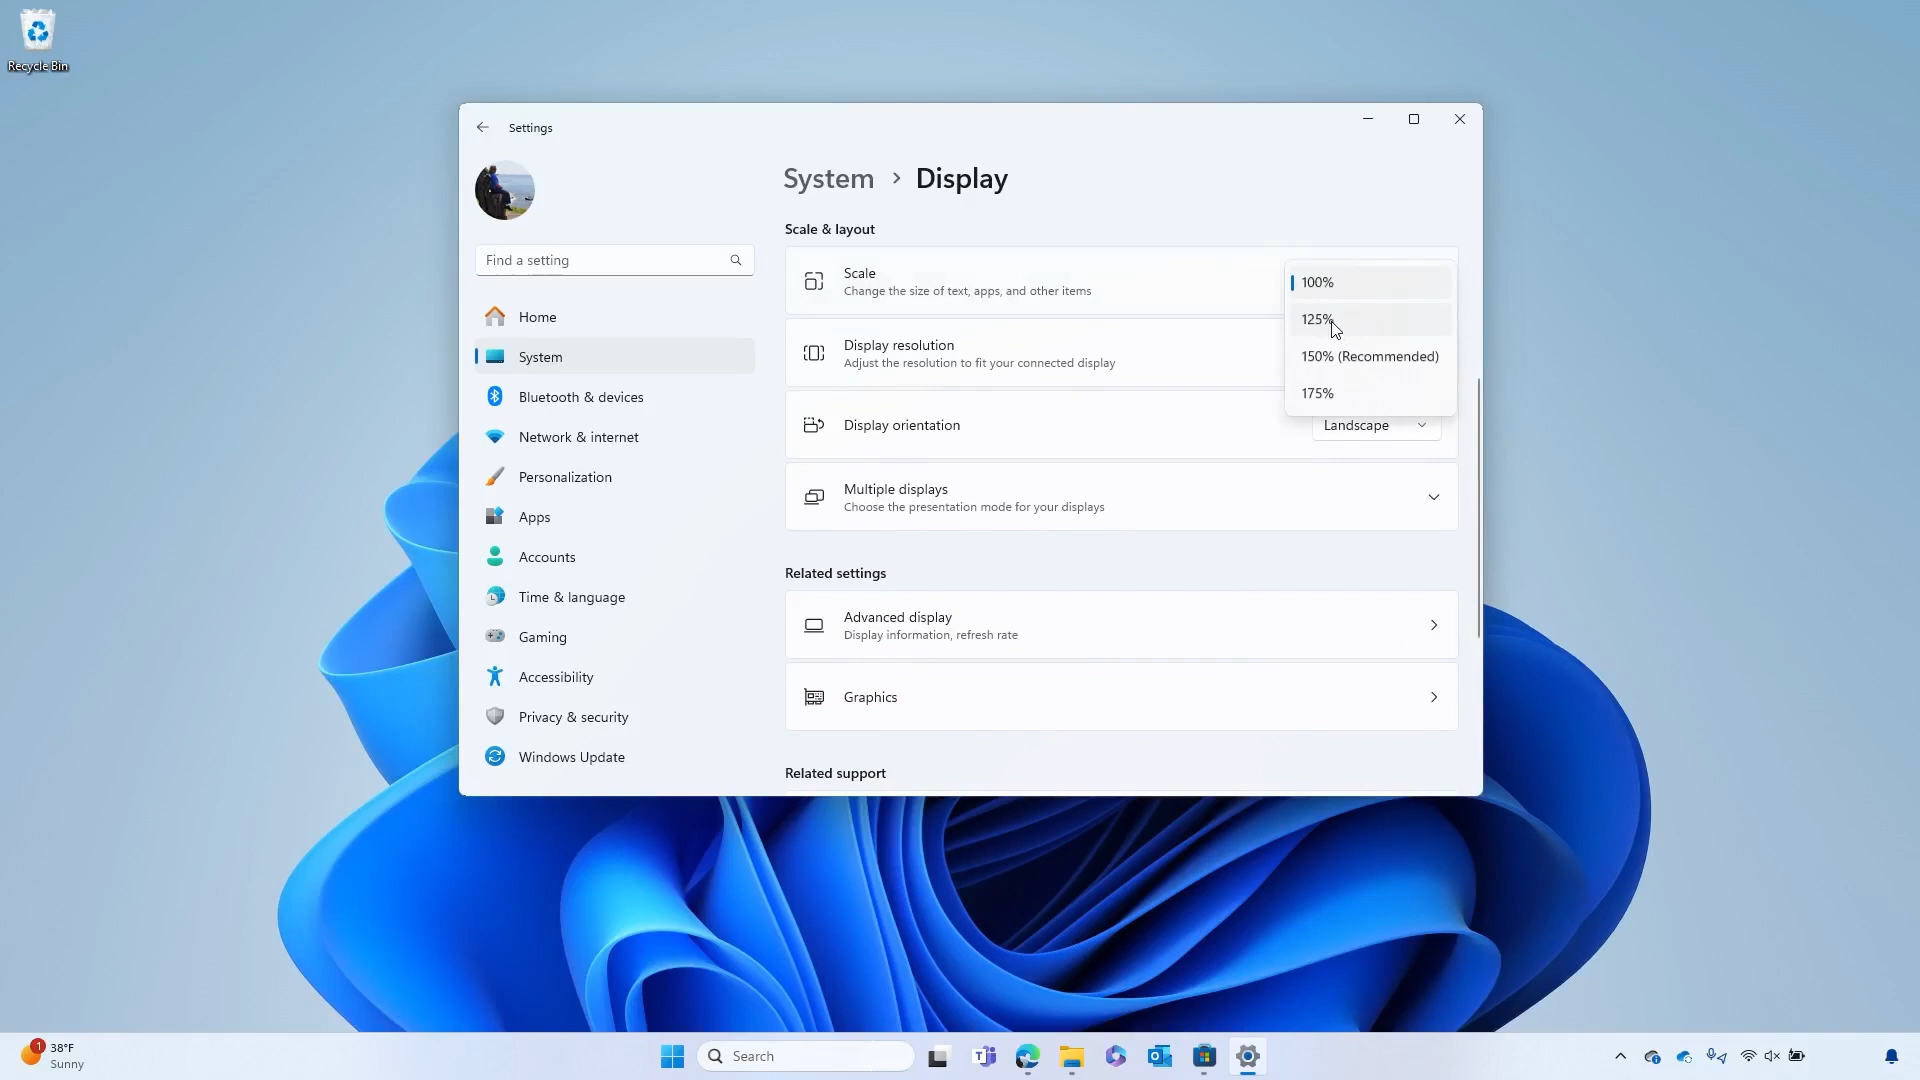 Recycle Bin
Settings
Find a setting
Home
System
Bluetooth & devices
Network & internet
Personalization
Apps
Accounts
Time & language
Gaming
Accessibility
Privacy & security
Windows Update
System > Display
Scale & layout
Scale
Change the size of text, apps, and other items
100%
125%
150% (Recommended)
175%
Display resolution
Adjust the resolution to fit your connected display
Display orientation
Landscape
Multiple displays
Choose the presentation mode for your displays
Related settings
Advanced display
Display information, refresh rate
Graphics
Related support
1
38°F
Sunny
Search